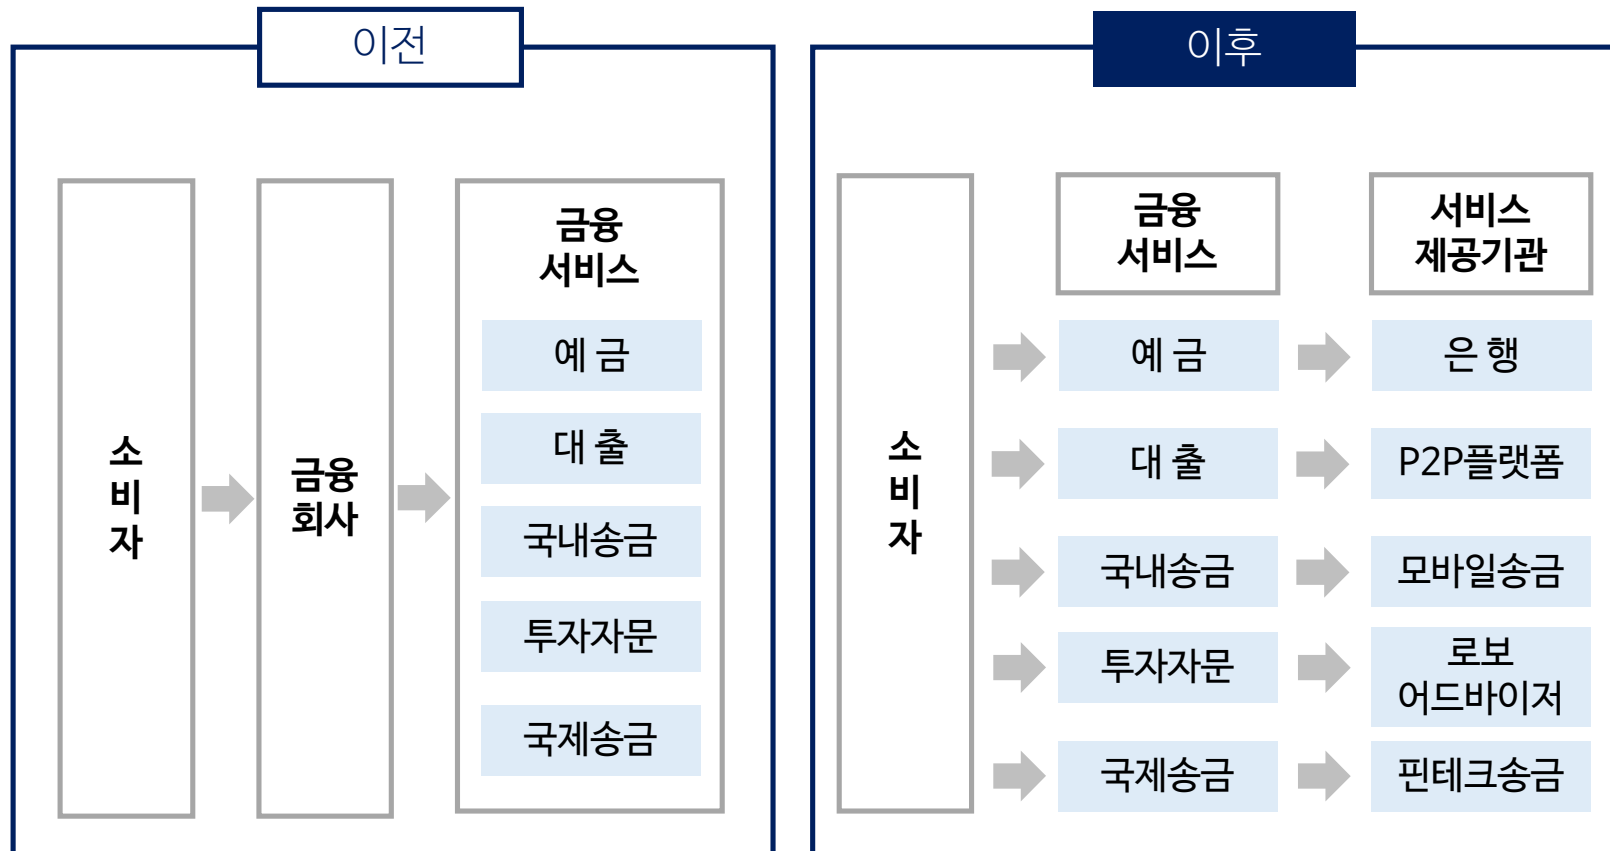 이전
소
비
자
금융
회사
금융
서비스
예 금
대 출
국내송금
투자자문
국제송금
이후
소
비
자
금융
서비스
서비스
제공기관
예 금
은 행
대 출
P2P플랫폼
국내송금
모바일송금
투자자문
로보
어드바이저
국제송금
핀테크송금